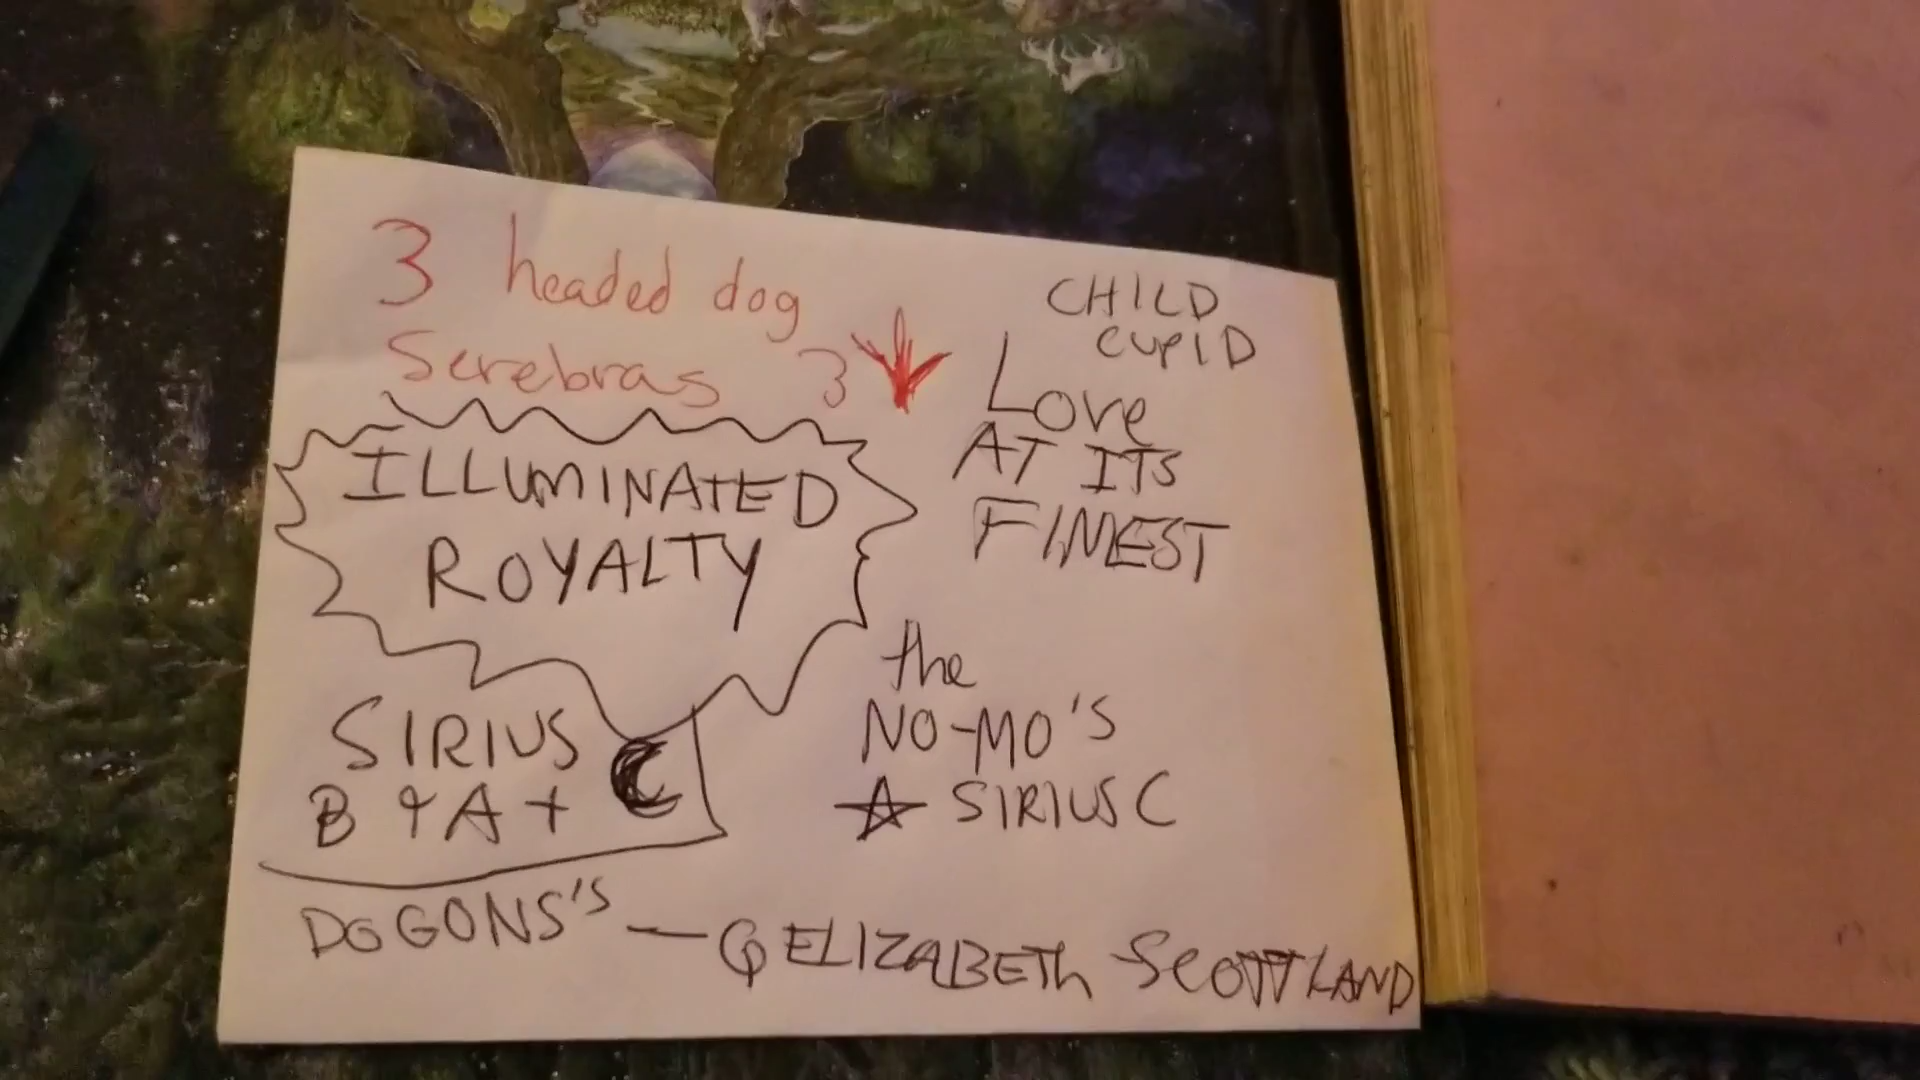 3 headed dog
Serebras 3
CHILD
CUPID
Love
AT ITS
FINEST
ILLUMINATED
ROYALTY
the
NO-MO'S
SIRIUS C
SIRIUS
B & A +
DOGONS'S — Q ELIZABETH SCOTTLAND